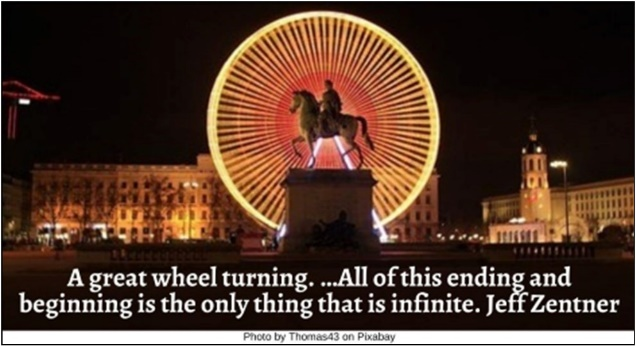 A great wheel turning. ...All of this ending and
beginning is the only thing that is infinite. Jeff Zentner
Photo by Thomas43 on Pixabay